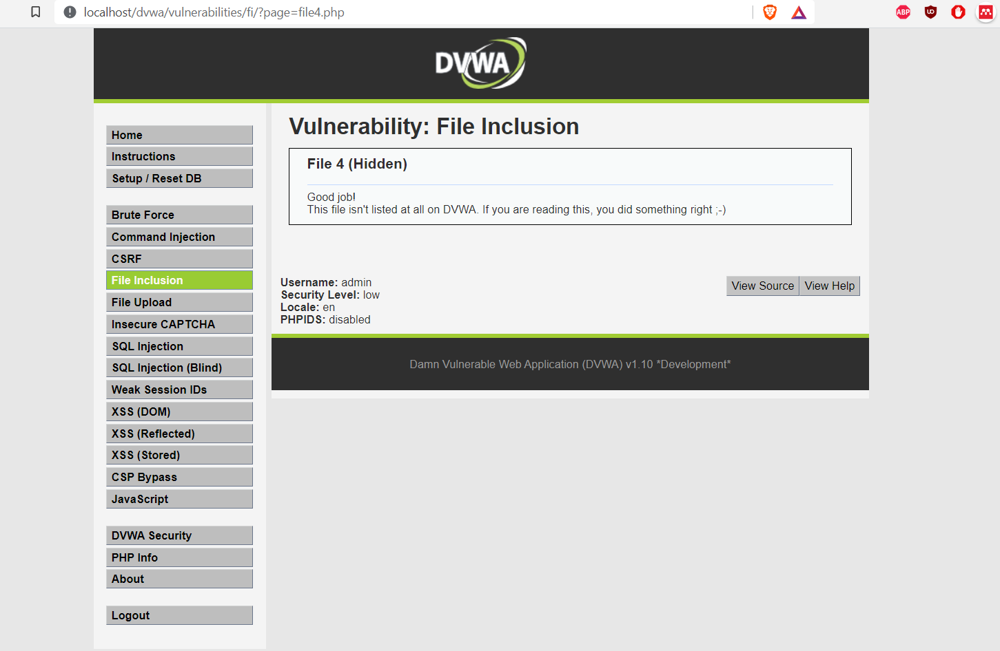 localhost/dvwa/vulnerabilities/fi/?page=file4.php
ABP
UO
DVWA
Home
Instructions
Setup / Reset DB
Brute Force
Command Injection
CSRF
File Inclusion
File Upload
Insecure CAPTCHA
SQL Injection
SQL Injection (Blind)
Weak Session IDs
XSS (DOM)
XSS (Reflected)
XSS (Stored)
CSP Bypass
JavaScript
DVWA Security
PHP Info
About
Logout
Vulnerability: File Inclusion
File 4 (Hidden)
Good job!
This file isn't listed at all on DVWA. If you are reading this, you did something right ;-)
Username: admin
Security Level: low
Locale: en
PHPIDS: disabled
View Source View Help
Damn Vulnerable Web Application (DVWA) v1.10 *Development*